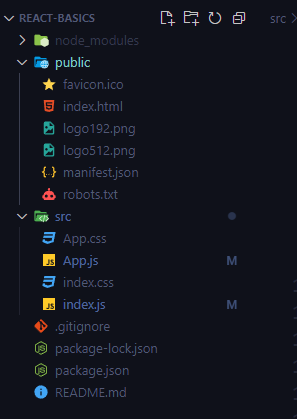 REACT-BASICS src
node_modules
public
favicon.ico
index.html
logo192.png
logo512.png
manifest.json
robots.txt
src
App.css
App.js M
index.css
index.js M
.gitignore
package-lock.json
package.json
README.md